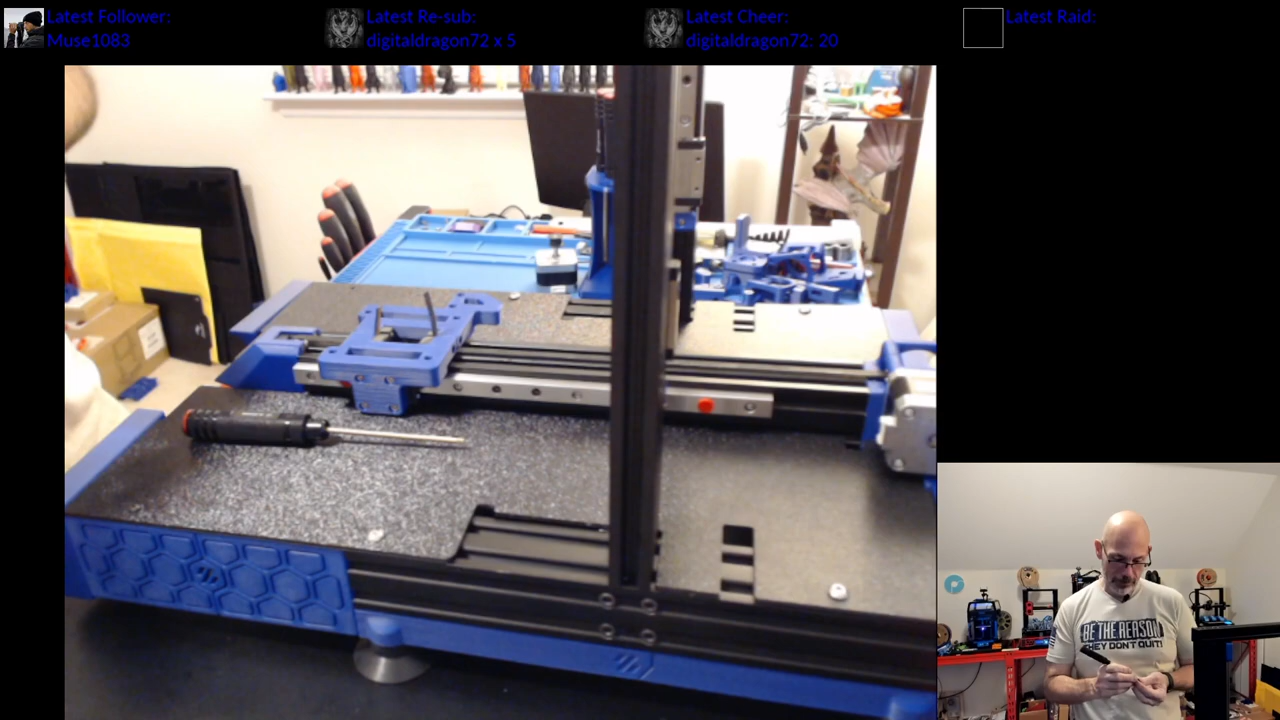 Latest Follower:
Muse1083
Latest Re-sub:
digitaldragon72 x 5
Latest Cheer:
digitaldragon72: 20
Latest Raid:
BE THE REASON
THEY DON'T QUIT!